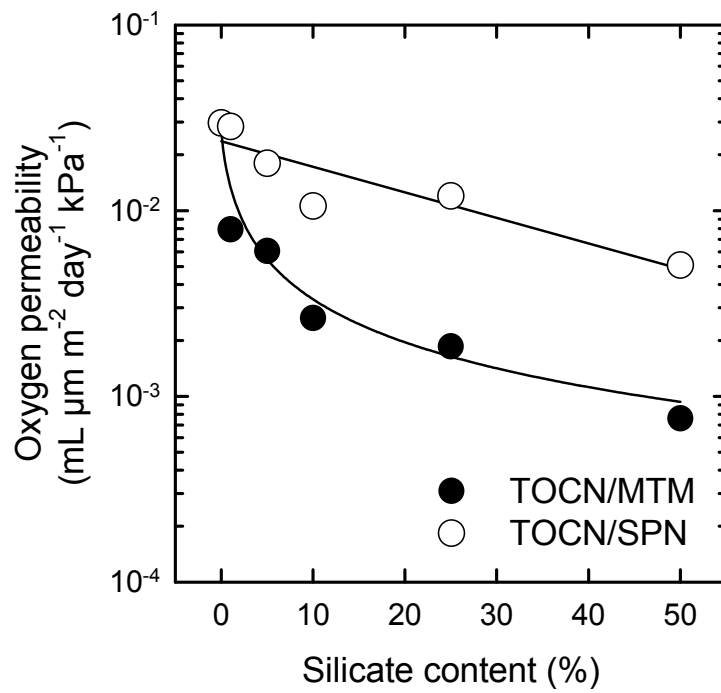 10⁻¹
10⁻²
10⁻³
10⁻⁴
Oxygen permeability
(mL µm m⁻² day⁻¹ kPa⁻¹)
TOCN/MTM
TOCN/SPN
0 10 20 30 40 50
Silicate content (%)